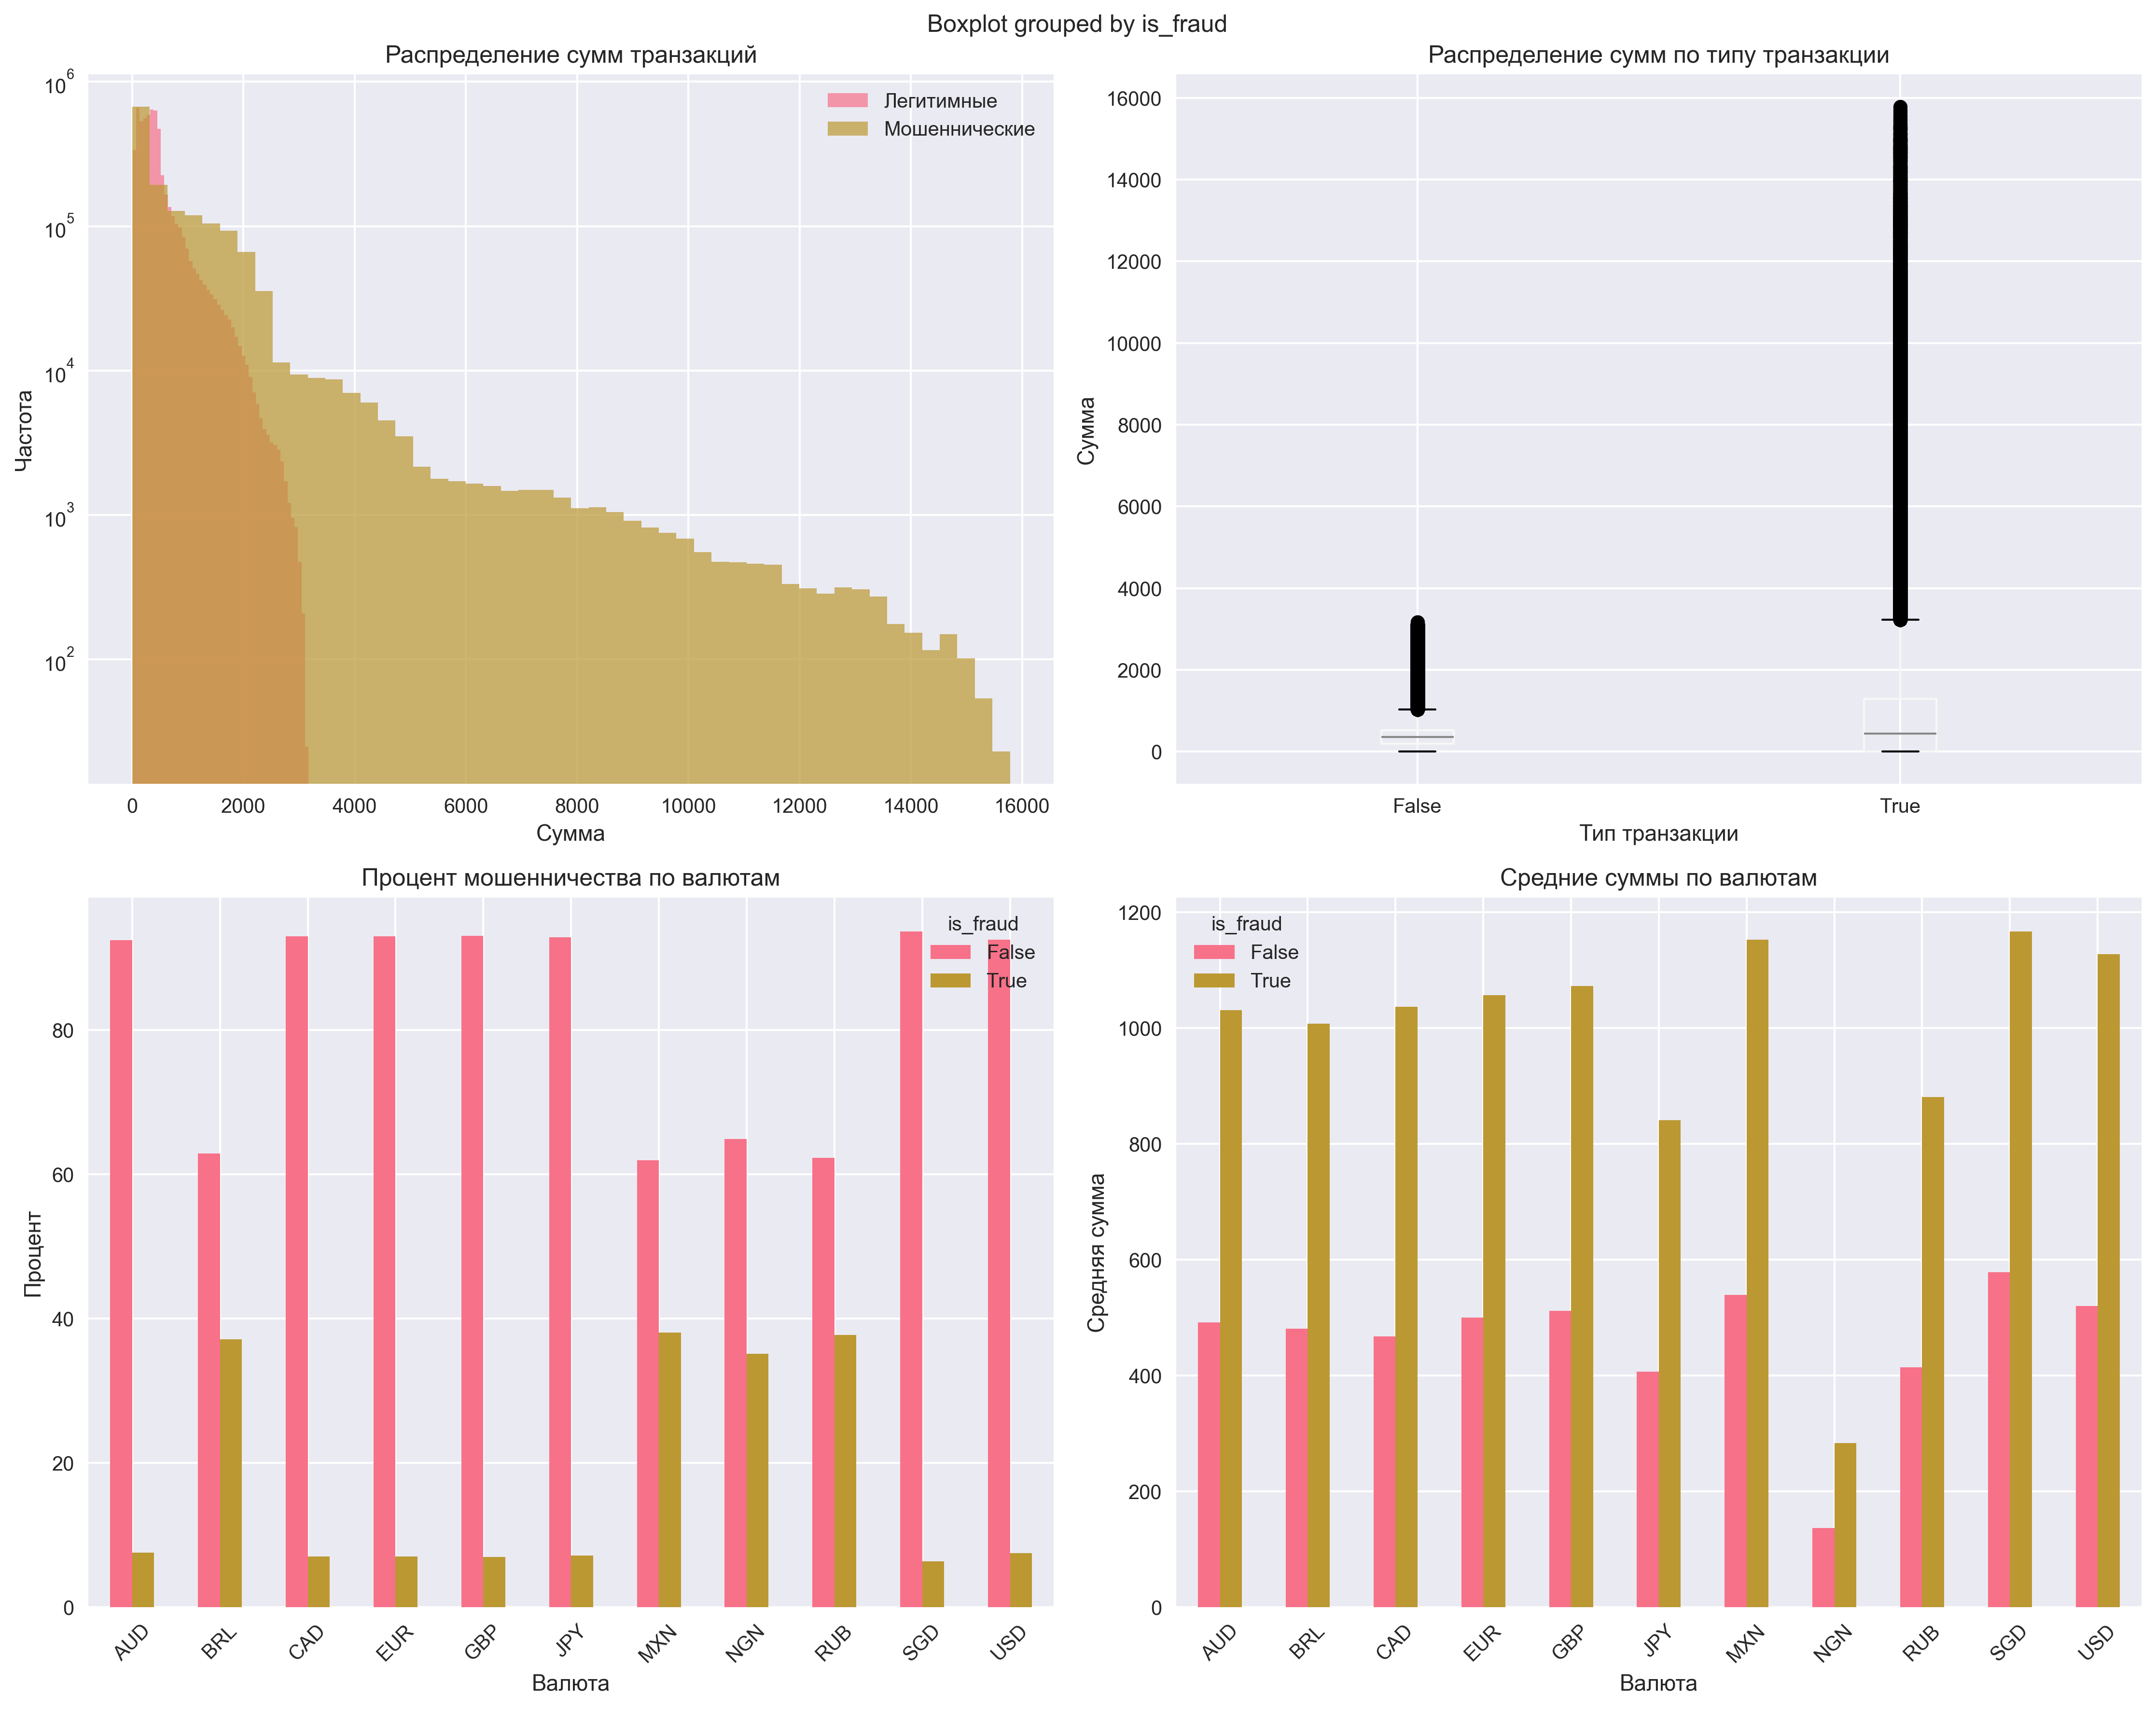 Boxplot grouped by is_fraud
Распределение сумм транзакций
10^6
10^5
10^4
10^3
10^2
Частота
Легитимные
Мошеннические
0 2000 4000 6000 8000 10000 12000 14000 16000
Сумма
Распределение сумм по типу транзакции
16000
14000
12000
10000
8000
6000
4000
2000
0
Сумма
False True
Тип транзакции
Процент мошенничества по валютам
80
60
40
20
0
Процент
is_fraud
False
True
AUD BRL CAD EUR GBP JPY MXN NGN RUB SGD USD
Валюта
Средние суммы по валютам
1200
1000
800
600
400
200
0
Средняя сумма
is_fraud
False
True
AUD BRL CAD EUR GBP JPY MXN NGN RUB SGD USD
Валюта